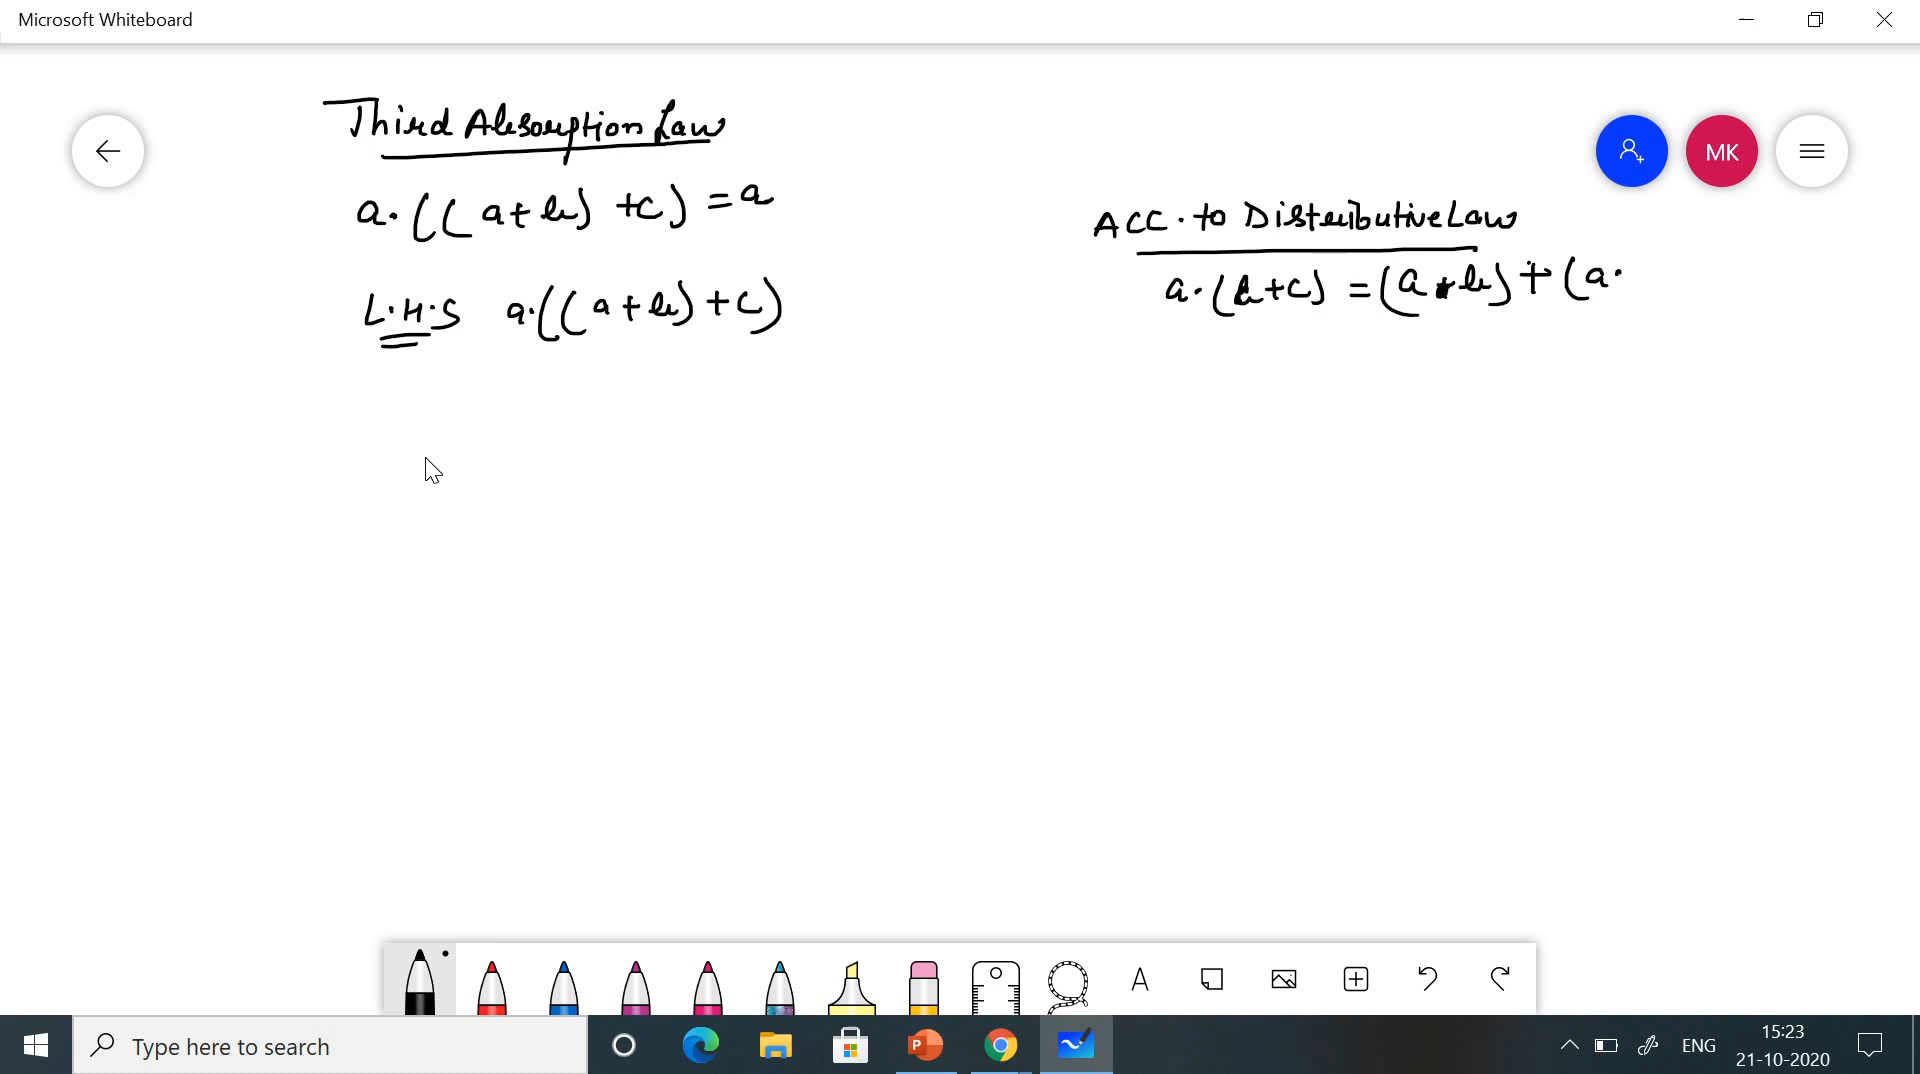 Microsoft Whiteboard
Third Absorption Law
a.((a+b)+c)=a
L.H.S a.((a+b)+c)
MK
ACC. to Distributive Law
a.(b+c)=(a.b)+(a.
A
Type here to search
ENG
15:23
21-10-2020